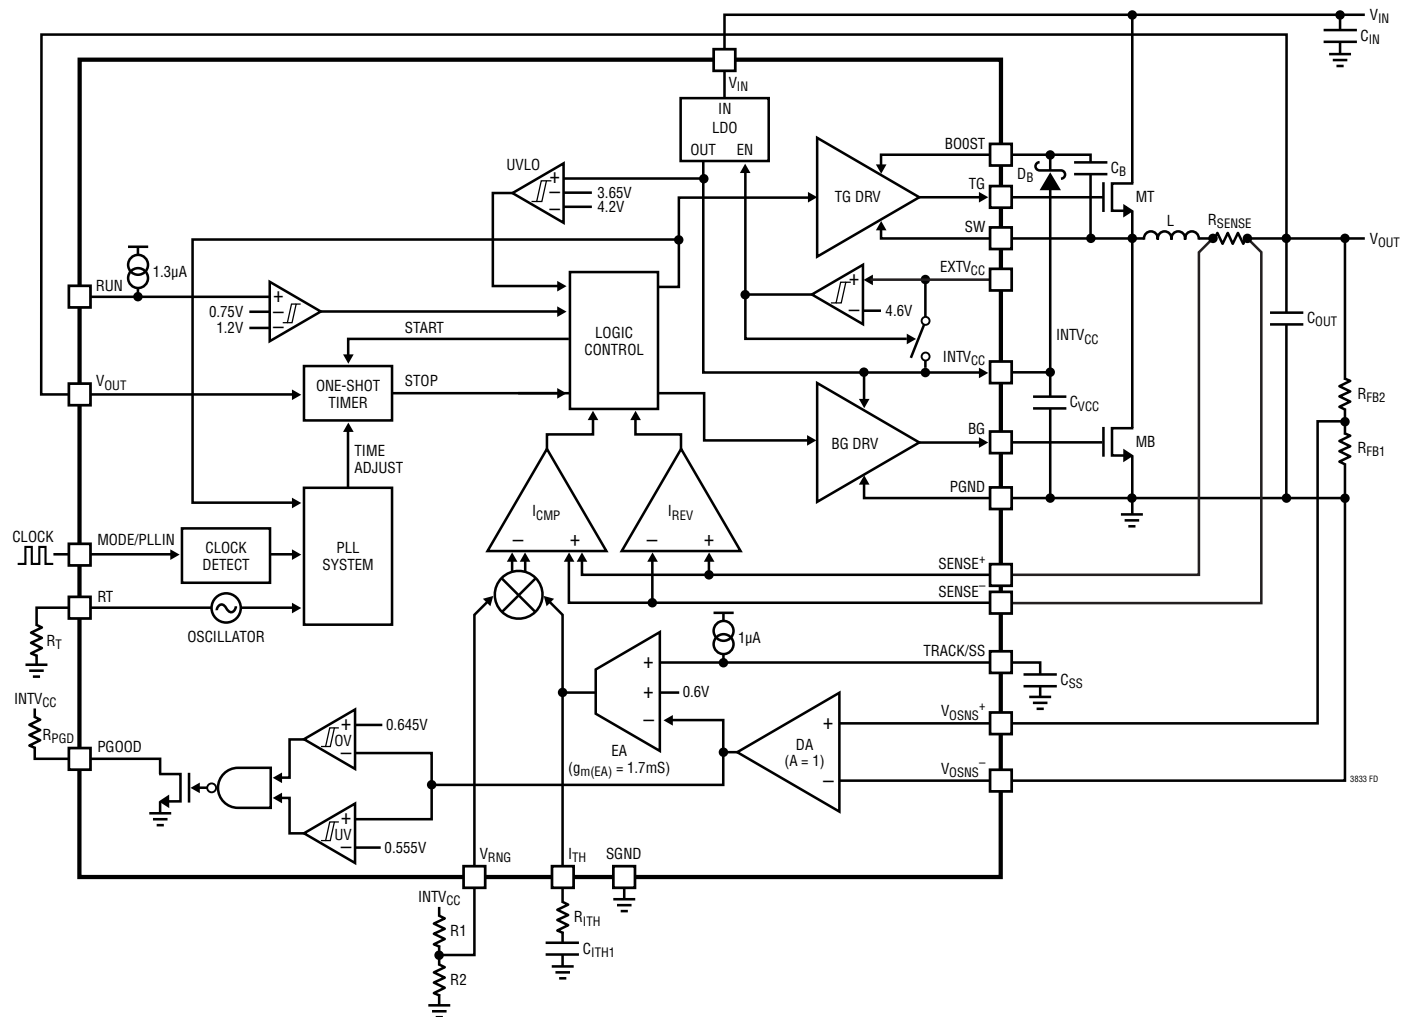 VIN
CIN
VIN
IN
LDO
OUT EN
BOOST
DB
CB
UVLO
+
−
−
3.65V
4.2V
TG DRV
TG
MT
SW
L
RSENSE
VOUT
1.3µA
RUN
+
−
−
0.75V
1.2V
EXTVCC
+
−
4.6V
START
LOGIC
CONTROL
INTVCC
COUT
INTVCC
VOUT
ONE-SHOT
TIMER
STOP
CVCC
RFB2
BG DRV
BG
MB
RFB1
TIME
ADJUST
PGND
ICMP
− +
IREV
− +
CLOCK
MODE/PLLIN
CLOCK
DETECT
PLL
SYSTEM
SENSE+
SENSE−
RT
OSCILLATOR
RT
1µA
TRACK/SS
CSS
+
+
−
0.6V
EA
(gm(EA) = 1.7mS)
INTVCC
RPGD
PGOOD
+
OV
−
0.645V
VOSNS+
+
DA
(A = 1)
−
VOSNS−
3833 FD
+
UV
−
0.555V
VRNG
ITH
SGND
INTVCC
R1
R2
RITH
CITH1